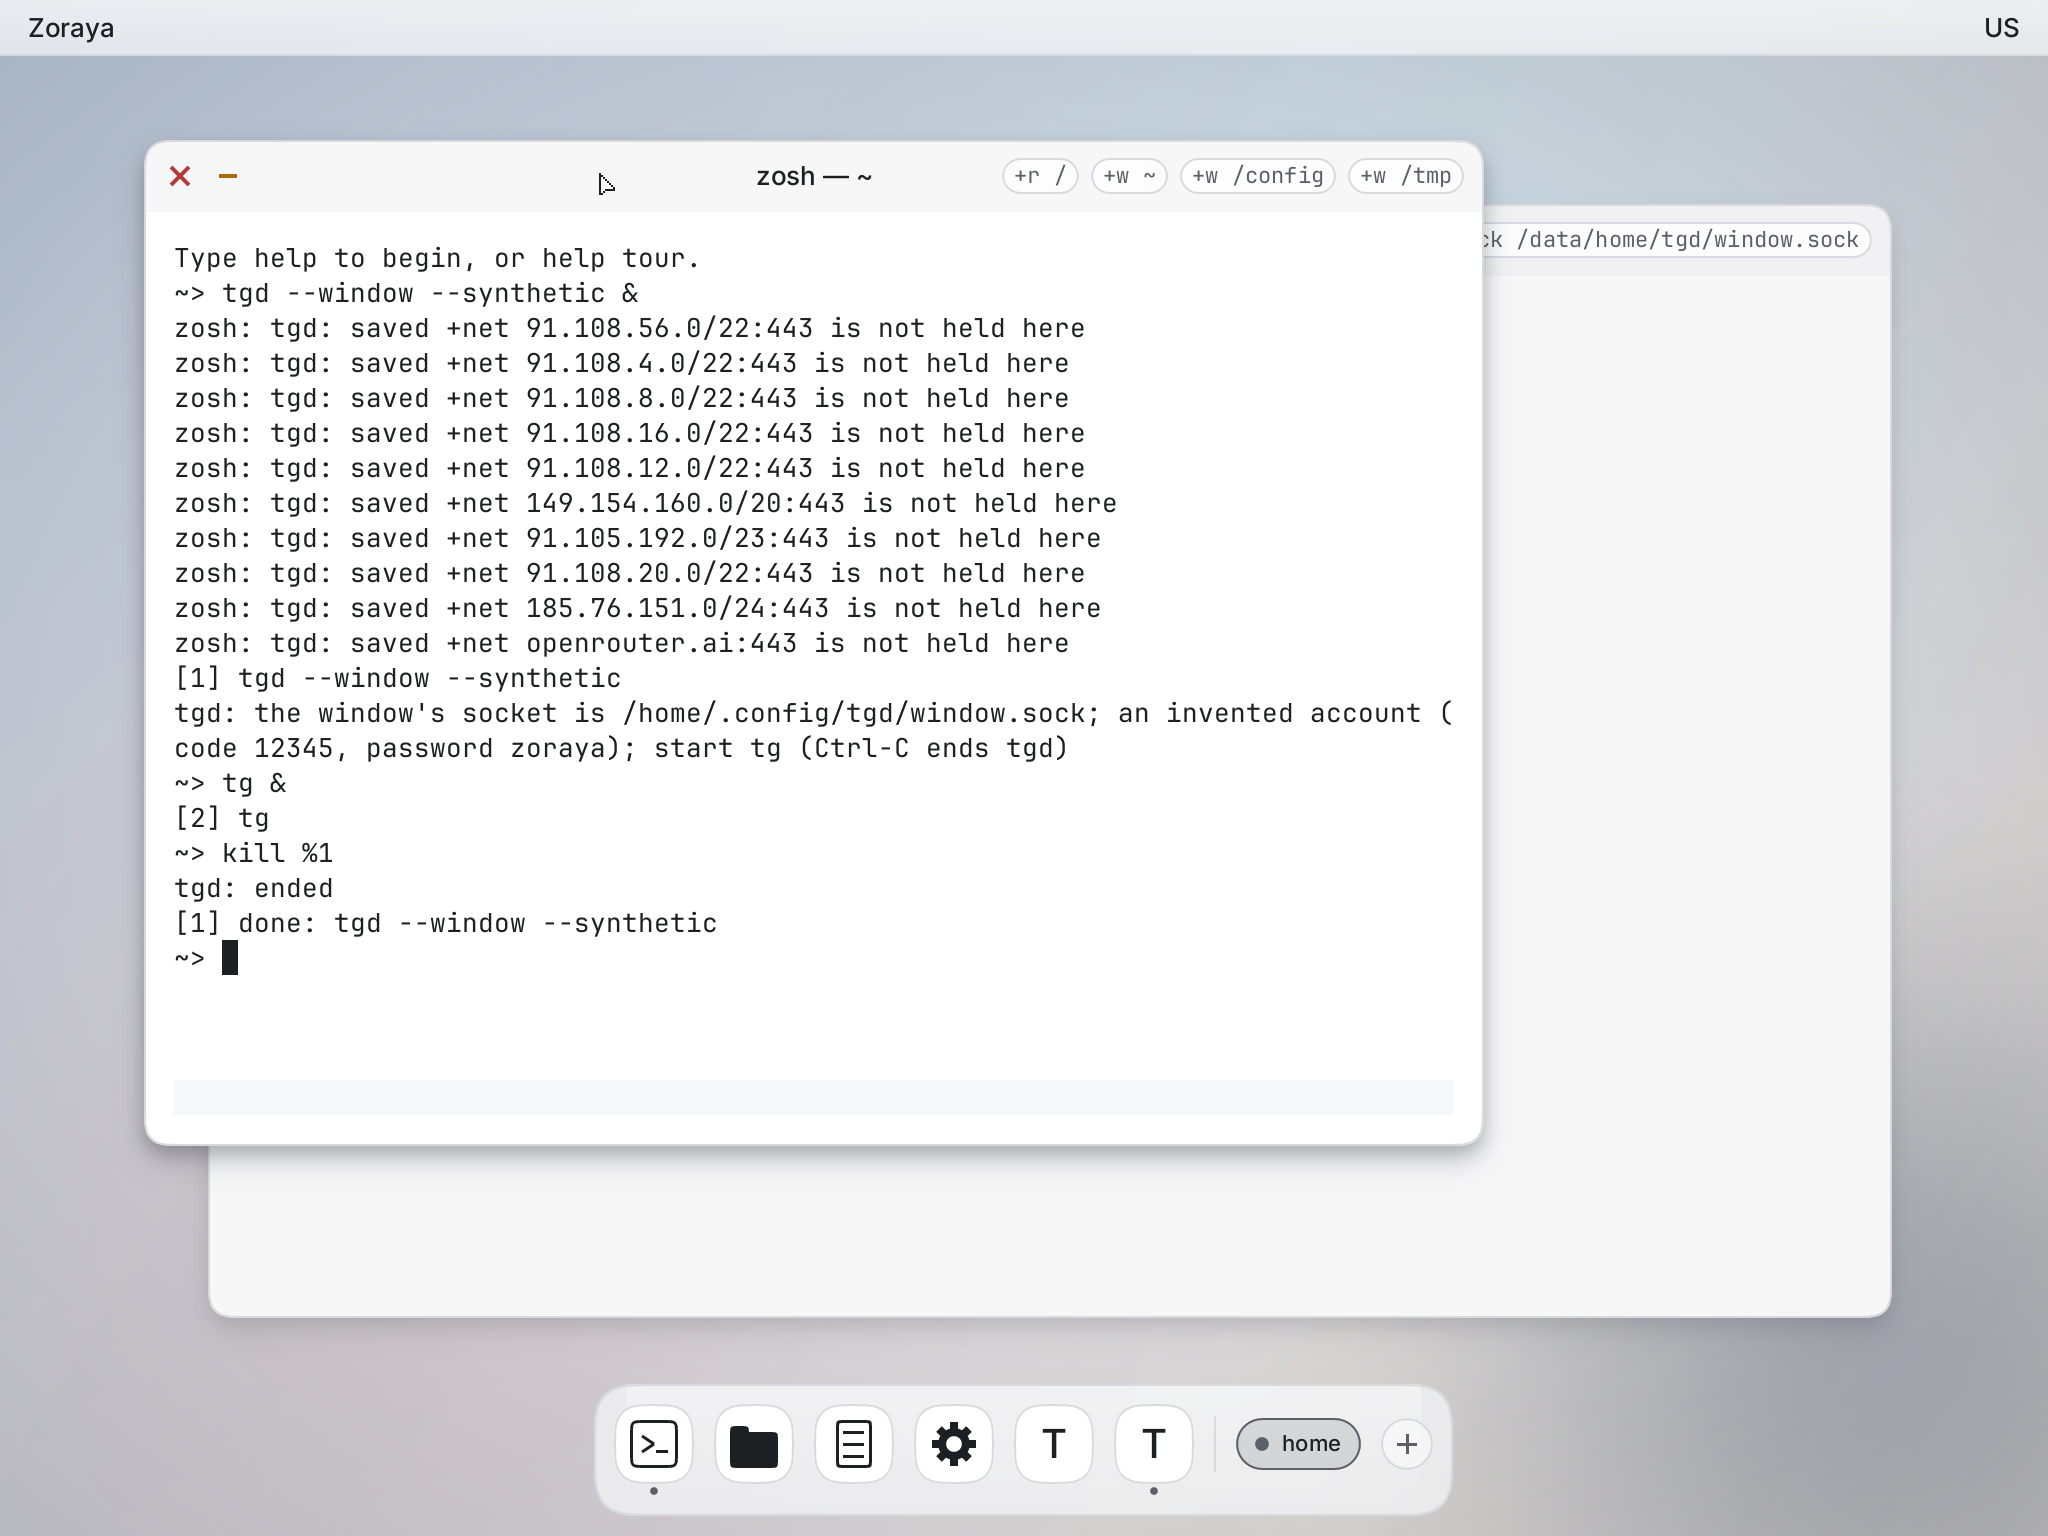 Zoraya
US
zosh — ~
+r /
+w ~
+w /config
+w /tmp
ck /data/home/tgd/window.sock
Type help to begin, or help tour.
~> tgd --window --synthetic &
zosh: tgd: saved +net 91.108.56.0/22:443 is not held here
zosh: tgd: saved +net 91.108.4.0/22:443 is not held here
zosh: tgd: saved +net 91.108.8.0/22:443 is not held here
zosh: tgd: saved +net 91.108.16.0/22:443 is not held here
zosh: tgd: saved +net 91.108.12.0/22:443 is not held here
zosh: tgd: saved +net 149.154.160.0/20:443 is not held here
zosh: tgd: saved +net 91.105.192.0/23:443 is not held here
zosh: tgd: saved +net 91.108.20.0/22:443 is not held here
zosh: tgd: saved +net 185.76.151.0/24:443 is not held here
zosh: tgd: saved +net openrouter.ai:443 is not held here
[1] tgd --window --synthetic
tgd: the window's socket is /home/.config/tgd/window.sock; an invented account (
code 12345, password zoraya); start tg (Ctrl-C ends tgd)
~> tg &
[2] tg
~> kill %1
tgd: ended
[1] done: tgd --window --synthetic
~>
T
T
home